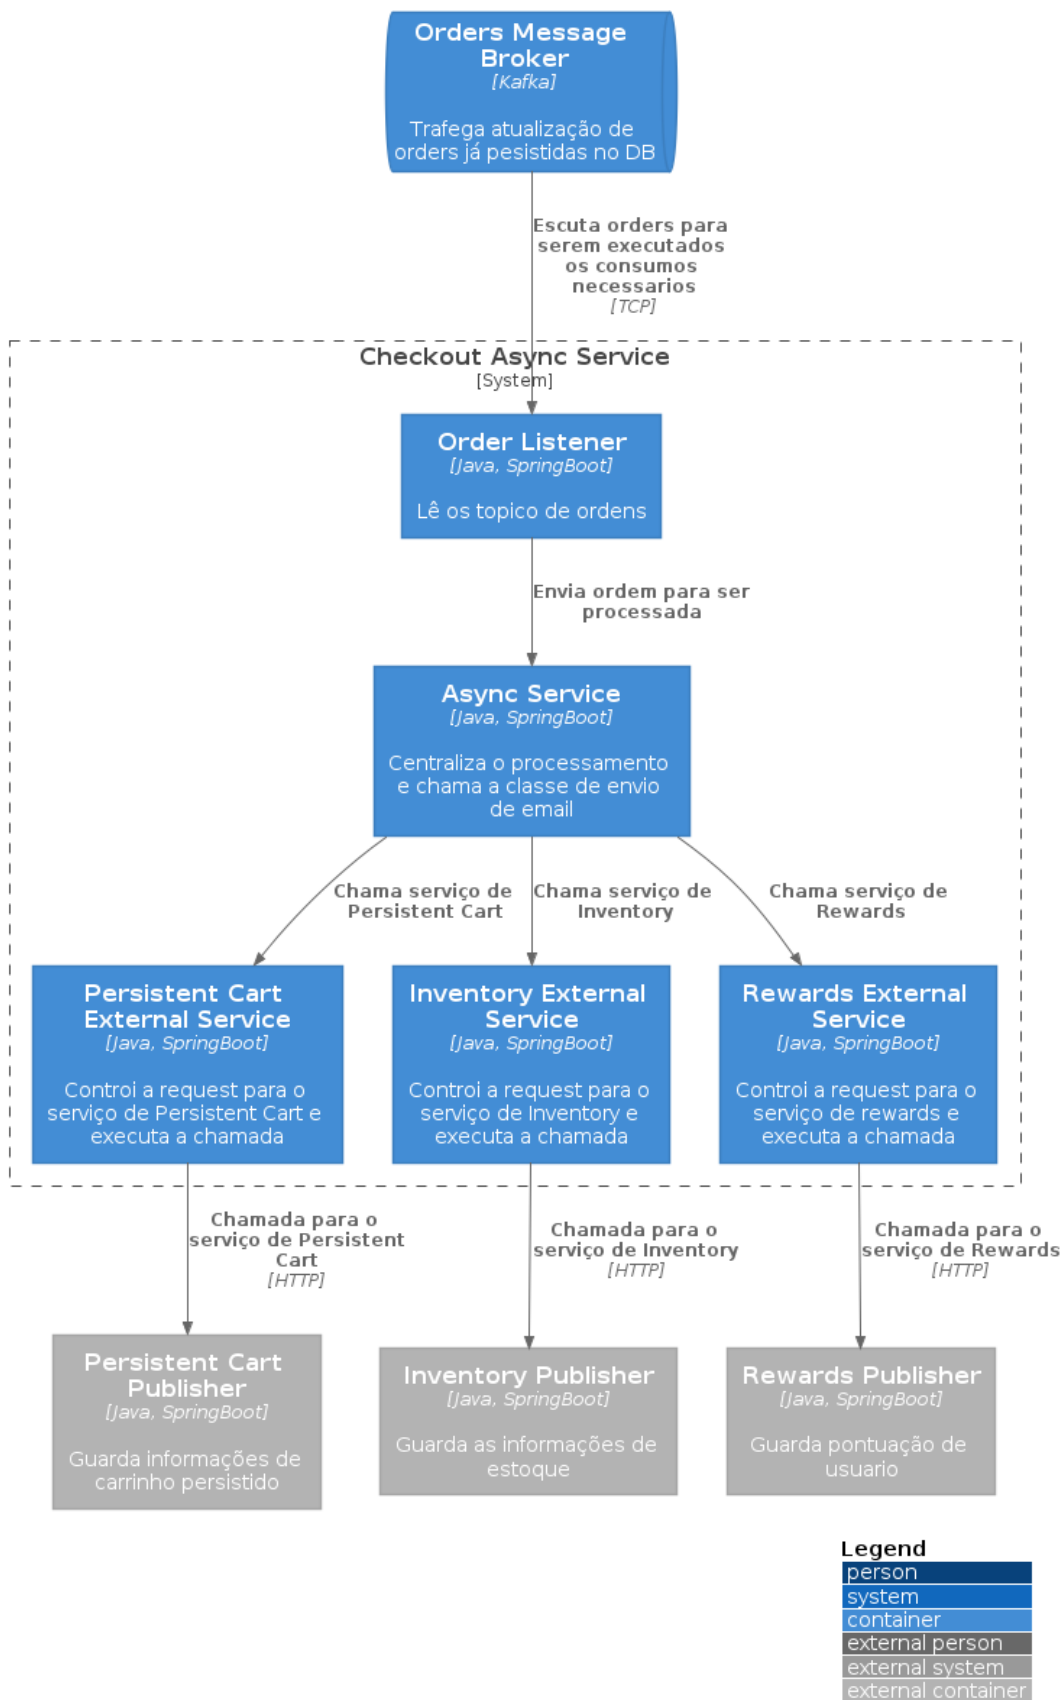 Orders Message
Broker
[Kafka]
Trafega atualização de
orders já pesistidas no DB
Escuta orders para
serem executados
os consumos
necessarios
[TCP]
Checkout Async Service
[System]
Order Listener
[Java, SpringBoot]
Lê os topico de ordens
Envia ordem para ser
processada
Async Service
[Java, SpringBoot]
Centraliza o processamento
e chama a classe de envio
de email
Chama serviço de
Persistent Cart
Chama serviço de
Inventory
Chama serviço de
Rewards
Persistent Cart
External Service
[Java, SpringBoot]
Controi a request para o
serviço de Persistent Cart e
executa a chamada
Inventory External
Service
[Java, SpringBoot]
Controi a request para o
serviço de Inventory e
executa a chamada
Rewards External
Service
[Java, SpringBoot]
Controi a request para o
serviço de rewards e
executa a chamada
Chamada para o
serviço de Persistent
Cart
[HTTP]
Chamada para o
serviço de Inventory
[HTTP]
Chamada para o
serviço de Rewards
[HTTP]
Persistent Cart
Publisher
[Java, SpringBoot]
Guarda informações de
carrinho persistido
Inventory Publisher
[Java, SpringBoot]
Guarda as informações de
estoque
Rewards Publisher
[Java, SpringBoot]
Guarda pontuação de
usuario
Legend
person
system
container
external person
external system
external container